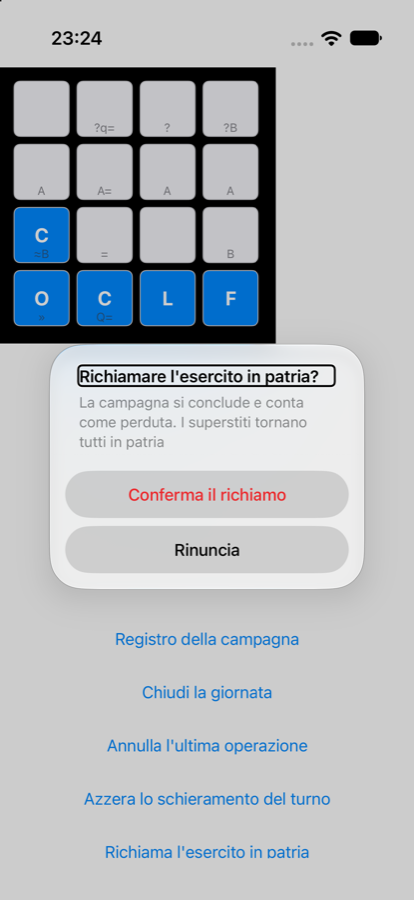 23:24
?q= ? ?B
A A= A A
C
=B = B
O C L F
Q=
Richiamare l'esercito in patria?
La campagna si conclude e conta
come perduta. I superstiti tornano
tutti in patria
Conferma il richiamo
Rinuncia
Registro della campagna
Chiudi la giornata
Annulla l'ultima operazione
Azzera lo schieramento del turno
Richiama l'esercito in patria